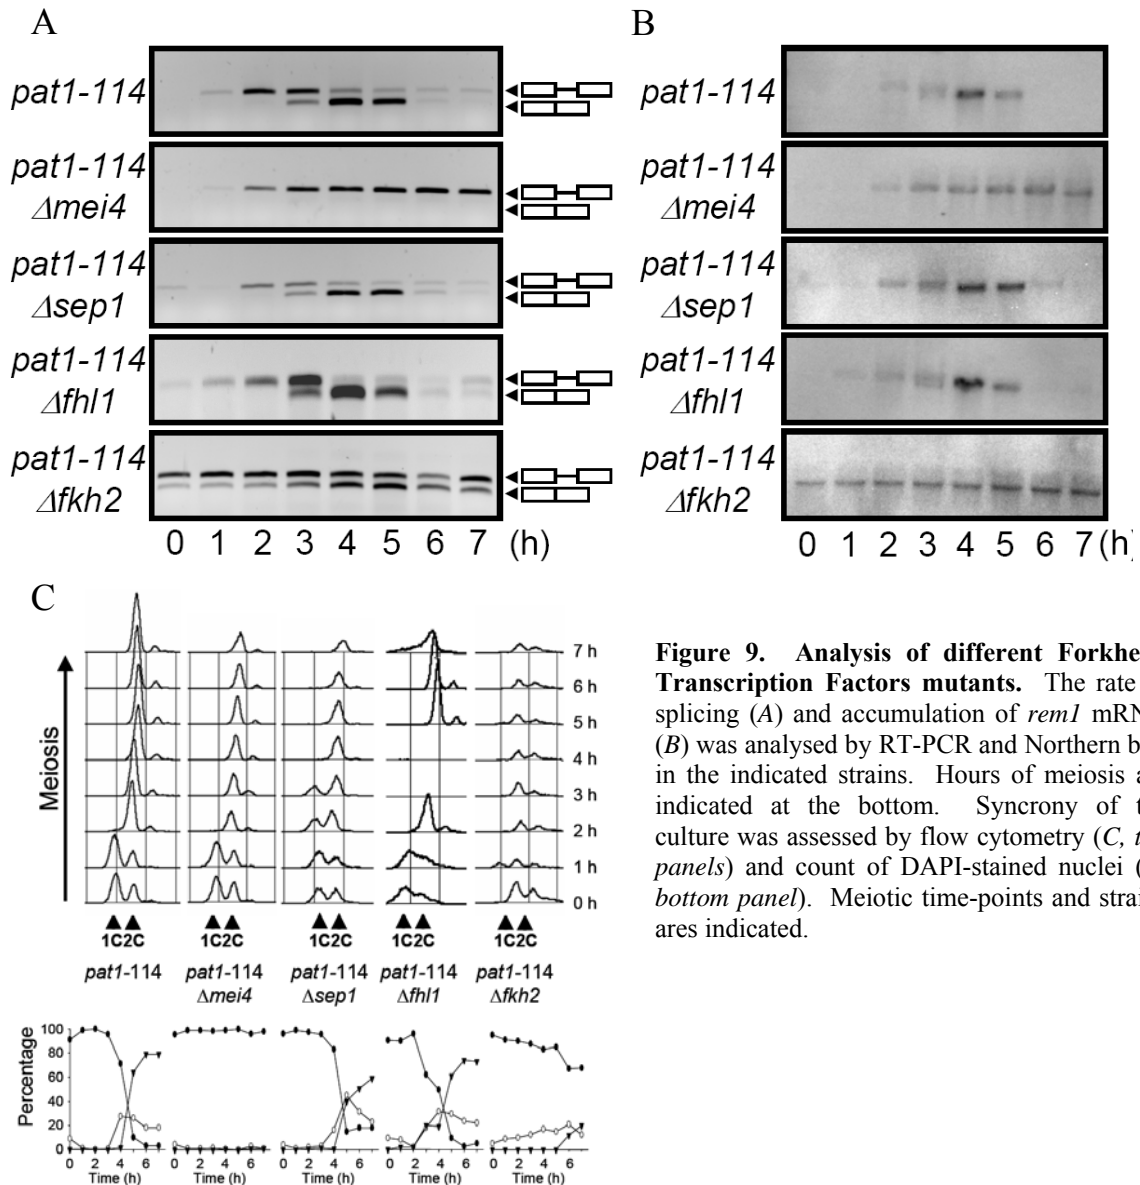 A
B
pat1-114
pat1-114
Δmei4
pat1-114
Δsep1
pat1-114
Δfhl1
pat1-114
Δfkh2
0 1 2 3 4 5 6 7 (h)
pat1-114
pat1-114
Δmei4
pat1-114
Δsep1
pat1-114
Δfhl1
pat1-114
Δfkh2
0 1 2 3 4 5 6 7 (h)
C
Meiosis
7 h
6 h
5 h
4 h
3 h
2 h
1 h
0 h
1C2C 1C2C 1C2C 1C2C 1C2C
pat1-114 pat1-114 pat1-114 pat1-114 pat1-114
Δmei4 Δsep1 Δfhl1 Δfkh2
Percentage
100
80
60
40
20
0
0 2 4 6 0 2 4 6 0 2 4 6 0 2 4 6 0 2 4 6
Time (h) Time (h) Time (h) Time (h) Time (h)
Figure 9. Analysis of different Forkhe
Transcription Factors mutants. The rate
splicing (A) and accumulation of rem1 mRN
(B) was analysed by RT-PCR and Northern b
in the indicated strains. Hours of meiosis a
indicated at the bottom. Syncrony of t
culture was assessed by flow cytometry (C, t
panels) and count of DAPI-stained nuclei (
bottom panel). Meiotic time-points and strai
ares indicated.